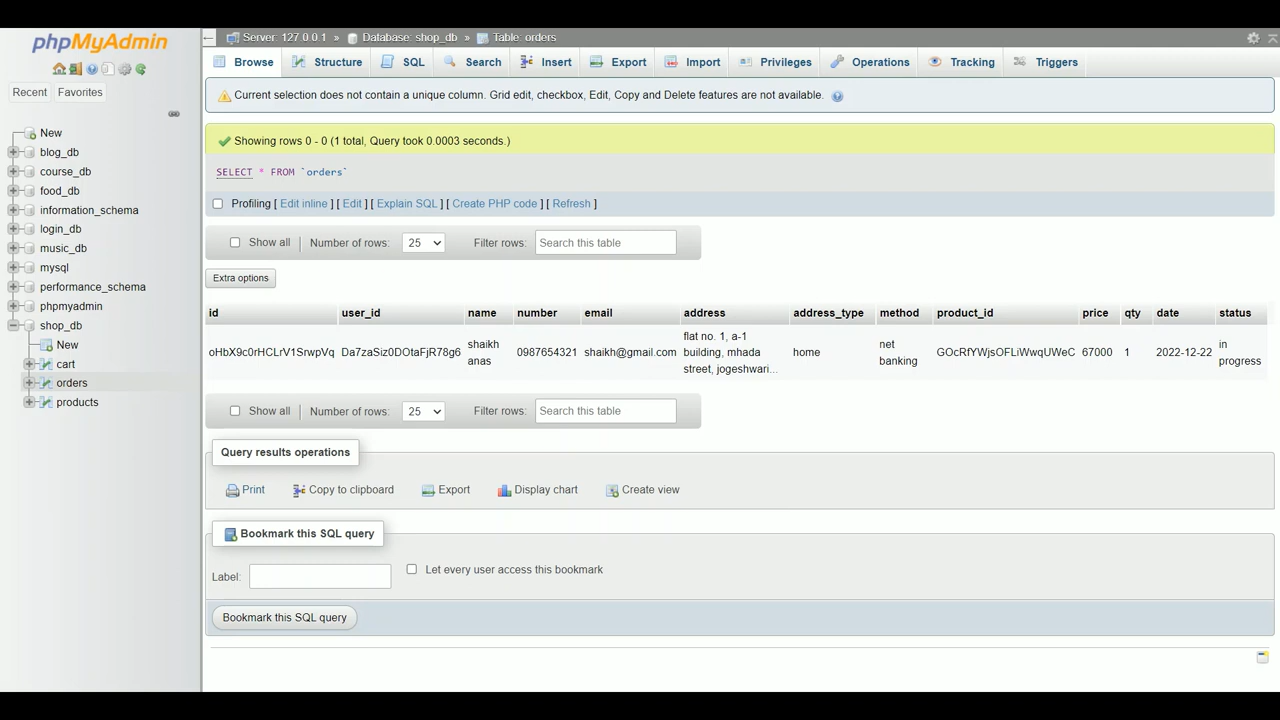 phpMyAdmin
Server: 127.0.0.1 » Database: shop_db » Table: orders
Browse Structure SQL Search Insert Export Import Privileges Operations Tracking Triggers
Recent Favorites
Current selection does not contain a unique column. Grid edit, checkbox, Edit, Copy and Delete features are not available.
New
blog_db
course_db
food_db
information_schema
login_db
music_db
mysql
performance_schema
phpmyadmin
shop_db
New
cart
orders
products
Showing rows 0 - 0 (1 total, Query took 0.0003 seconds.)
SELECT * FROM `orders`
Profiling [ Edit inline ] [ Edit ] [ Explain SQL ] [ Create PHP code ] [ Refresh ]
Show all Number of rows: 25 Filter rows: Search this table
Extra options
id user_id name number email address address_type method product_id price qty date status
oHbX9c0rHCLrV1SrwpVq Da7zaSiz0DOtaFjR78g6 shaikh anas 0987654321 shaikh@gmail.com flat no. 1, a-1 building, mhada street, jogeshwari... home net banking GOcRfYWjsOFLiWwqUWeC 67000 1 2022-12-22 in progress
Show all Number of rows: 25 Filter rows: Search this table
Query results operations
Print Copy to clipboard Export Display chart Create view
Bookmark this SQL query
Label: Let every user access this bookmark
Bookmark this SQL query